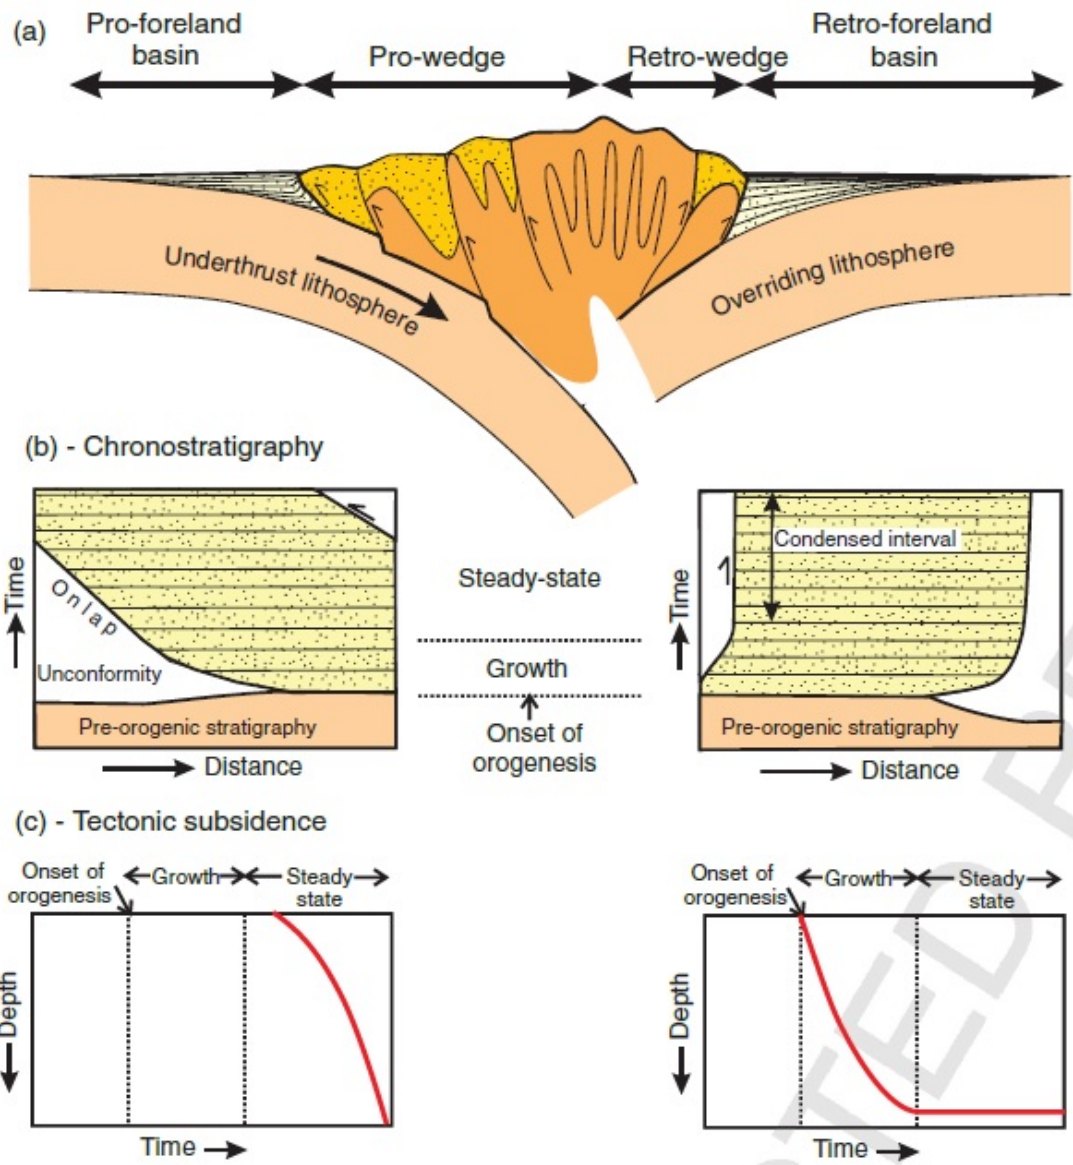 (a)
Pro-foreland
basin
Pro-wedge
Retro-wedge
Retro-foreland
basin
Underthrust lithosphere
Overriding lithosphere
(b) - Chronostratigraphy
Time
Onlap
Unconformity
Pre-orogenic stratigraphy
Distance
Steady-state
Growth
Onset of
orogenesis
Time
Condensed interval
Pre-orogenic stratigraphy
Distance
(c) - Tectonic subsidence
Onset of
orogenesis
Growth
Steady
state
Depth
Time
Onset of
orogenesis
Growth
Steady
state
Depth
Time